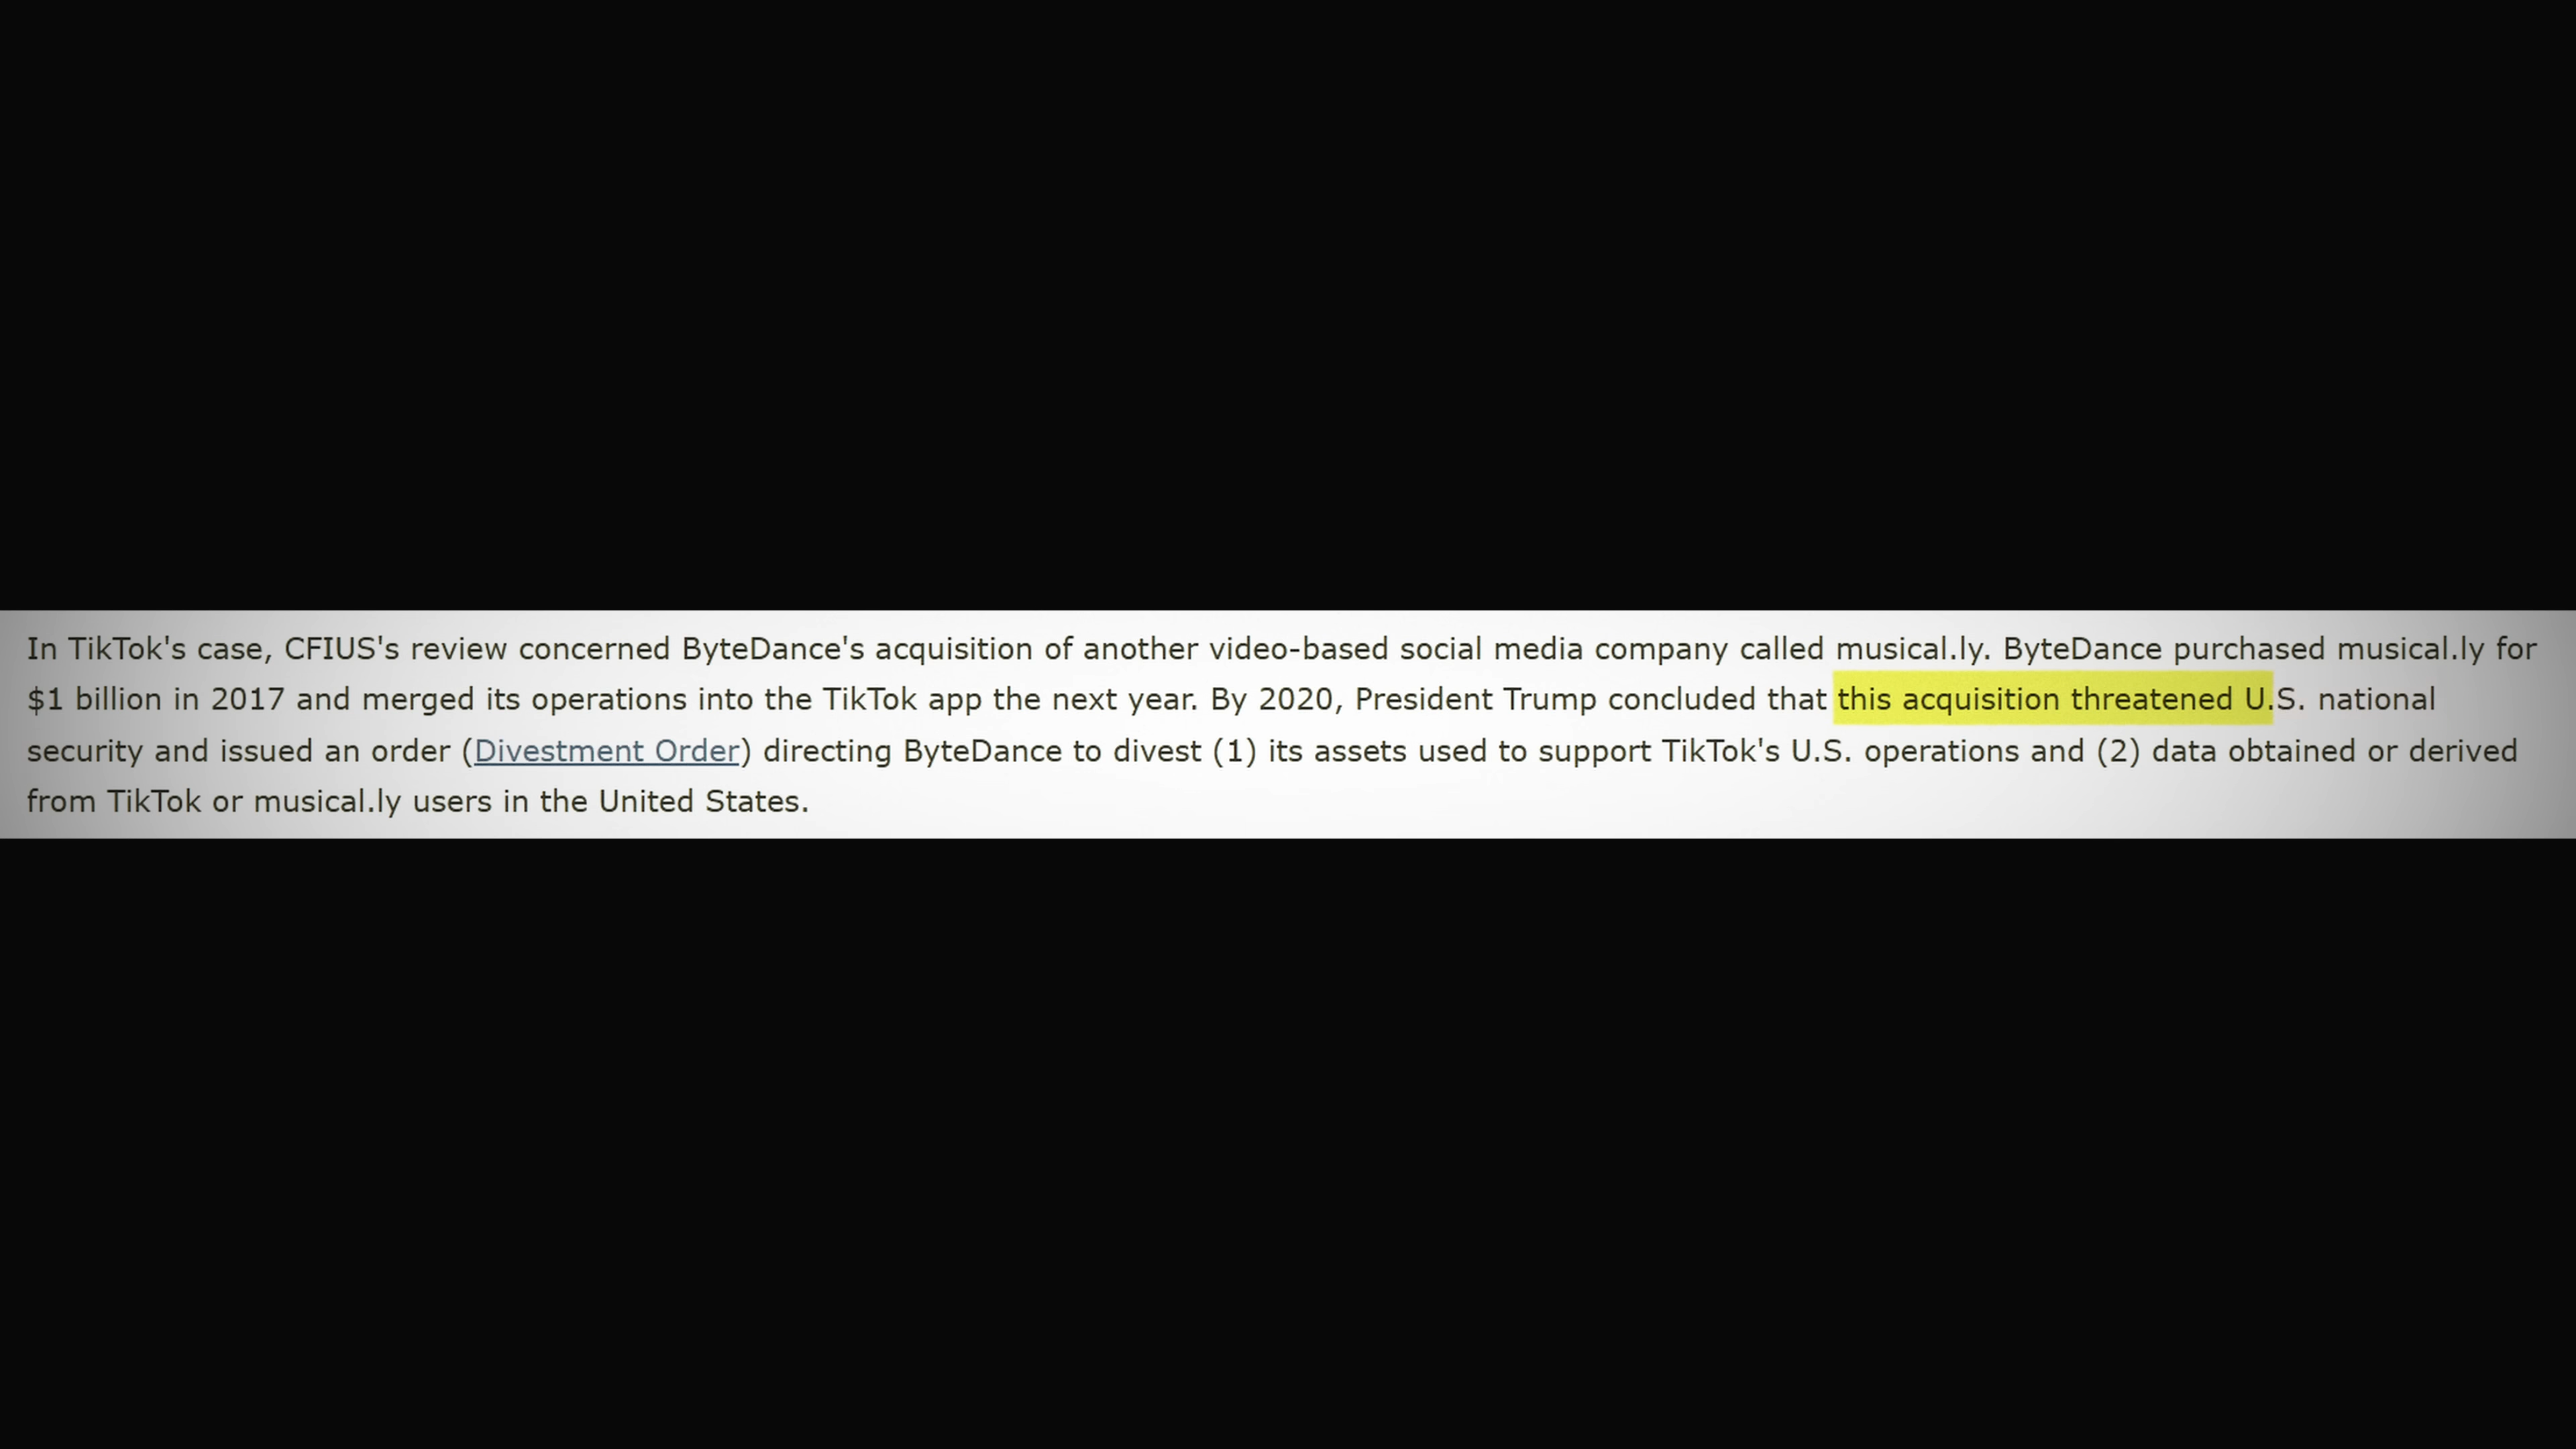 In TikTok's case, CFIUS's review concerned ByteDance's acquisition of another video-based social media company called musical.ly. ByteDance purchased musical.ly for
$1 billion in 2017 and merged its operations into the TikTok app the next year. By 2020, President Trump concluded that this acquisition threatened U.S. national
security and issued an order (Divestment Order) directing ByteDance to divest (1) its assets used to support TikTok's U.S. operations and (2) data obtained or derived
from TikTok or musical.ly users in the United States.